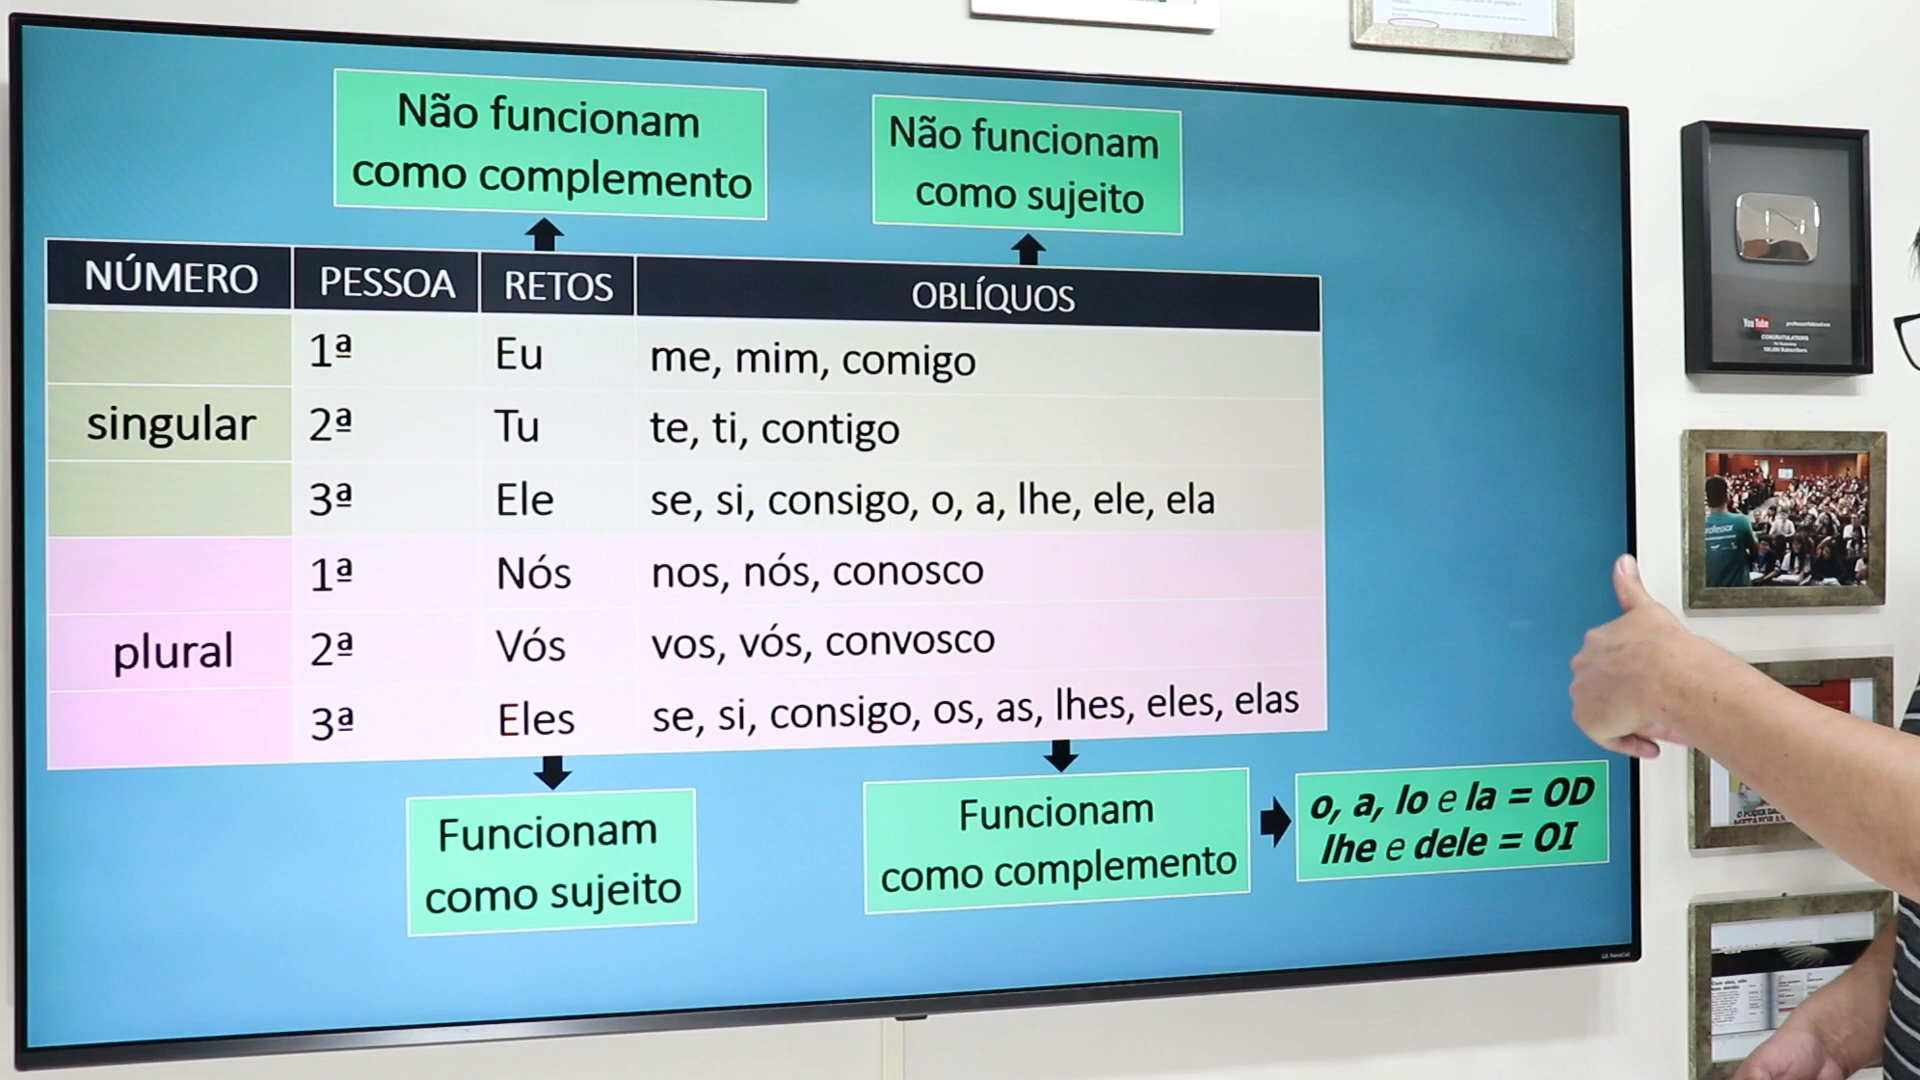 Não funcionam
como complemento
Não funcionam
como sujeito
NÚMERO PESSOA RETOS OBLÍQUOS
1ª Eu me, mim, comigo
singular 2ª Tu te, ti, contigo
3ª Ele se, si, consigo, o, a, lhe, ele, ela
1ª Nós nos, nós, conosco
plural 2ª Vós vos, vós, convosco
3ª Eles se, si, consigo, os, as, lhes, eles, elas
Funcionam
como sujeito
Funcionam
como complemento
o, a, lo e la = OD
lhe e dele = OI
YouTube
CONGRATULATIONS
professor